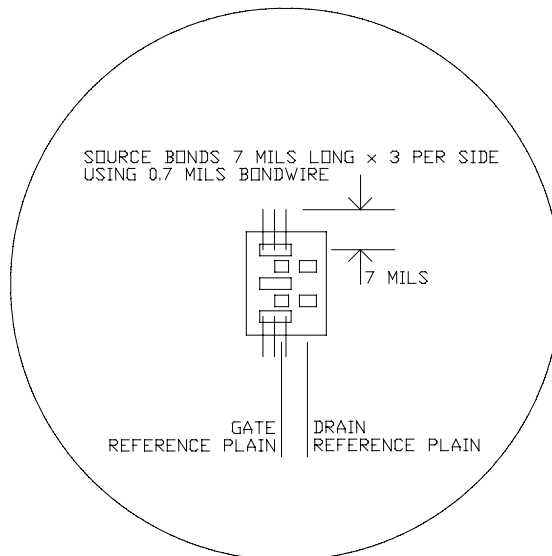 SOURCE BONDS 7 MILS LONG × 3 PER SIDE
USING 0.7 MILS BONDWIRE
7 MILS
GATE
REFERENCE PLAIN
DRAIN
REFERENCE PLAIN